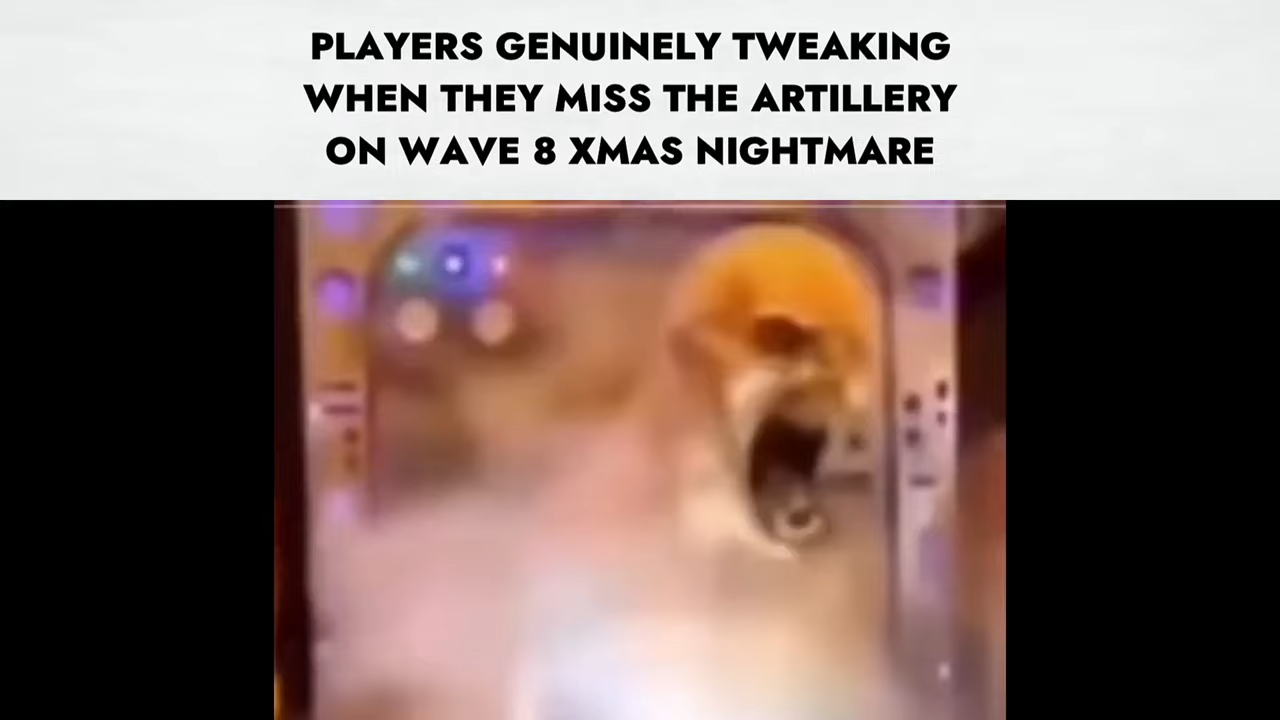 PLAYERS GENUINELY TWEAKING
WHEN THEY MISS THE ARTILLERY
ON WAVE 8 XMAS NIGHTMARE